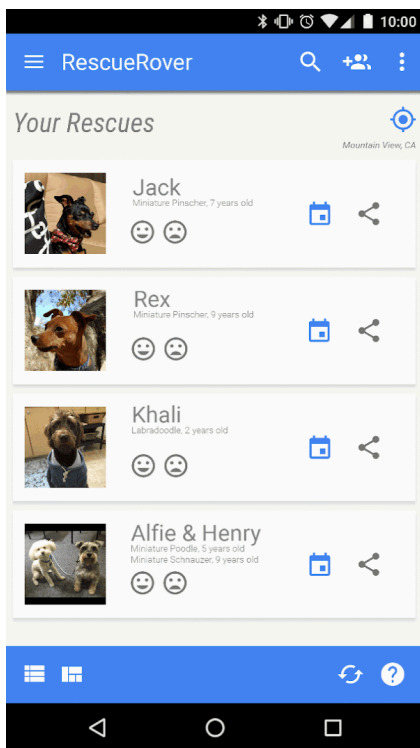 10:00
RescueRover
Your Rescues
Mountain View, CA
Jack
Miniature Pinscher, 7 years old
Rex
Miniature Pinscher, 9 years old
Khali
Labradoodle, 2 years old
Alfie & Henry
Miniature Poodle, 5 years old
Miniature Schnauzer, 9 years old